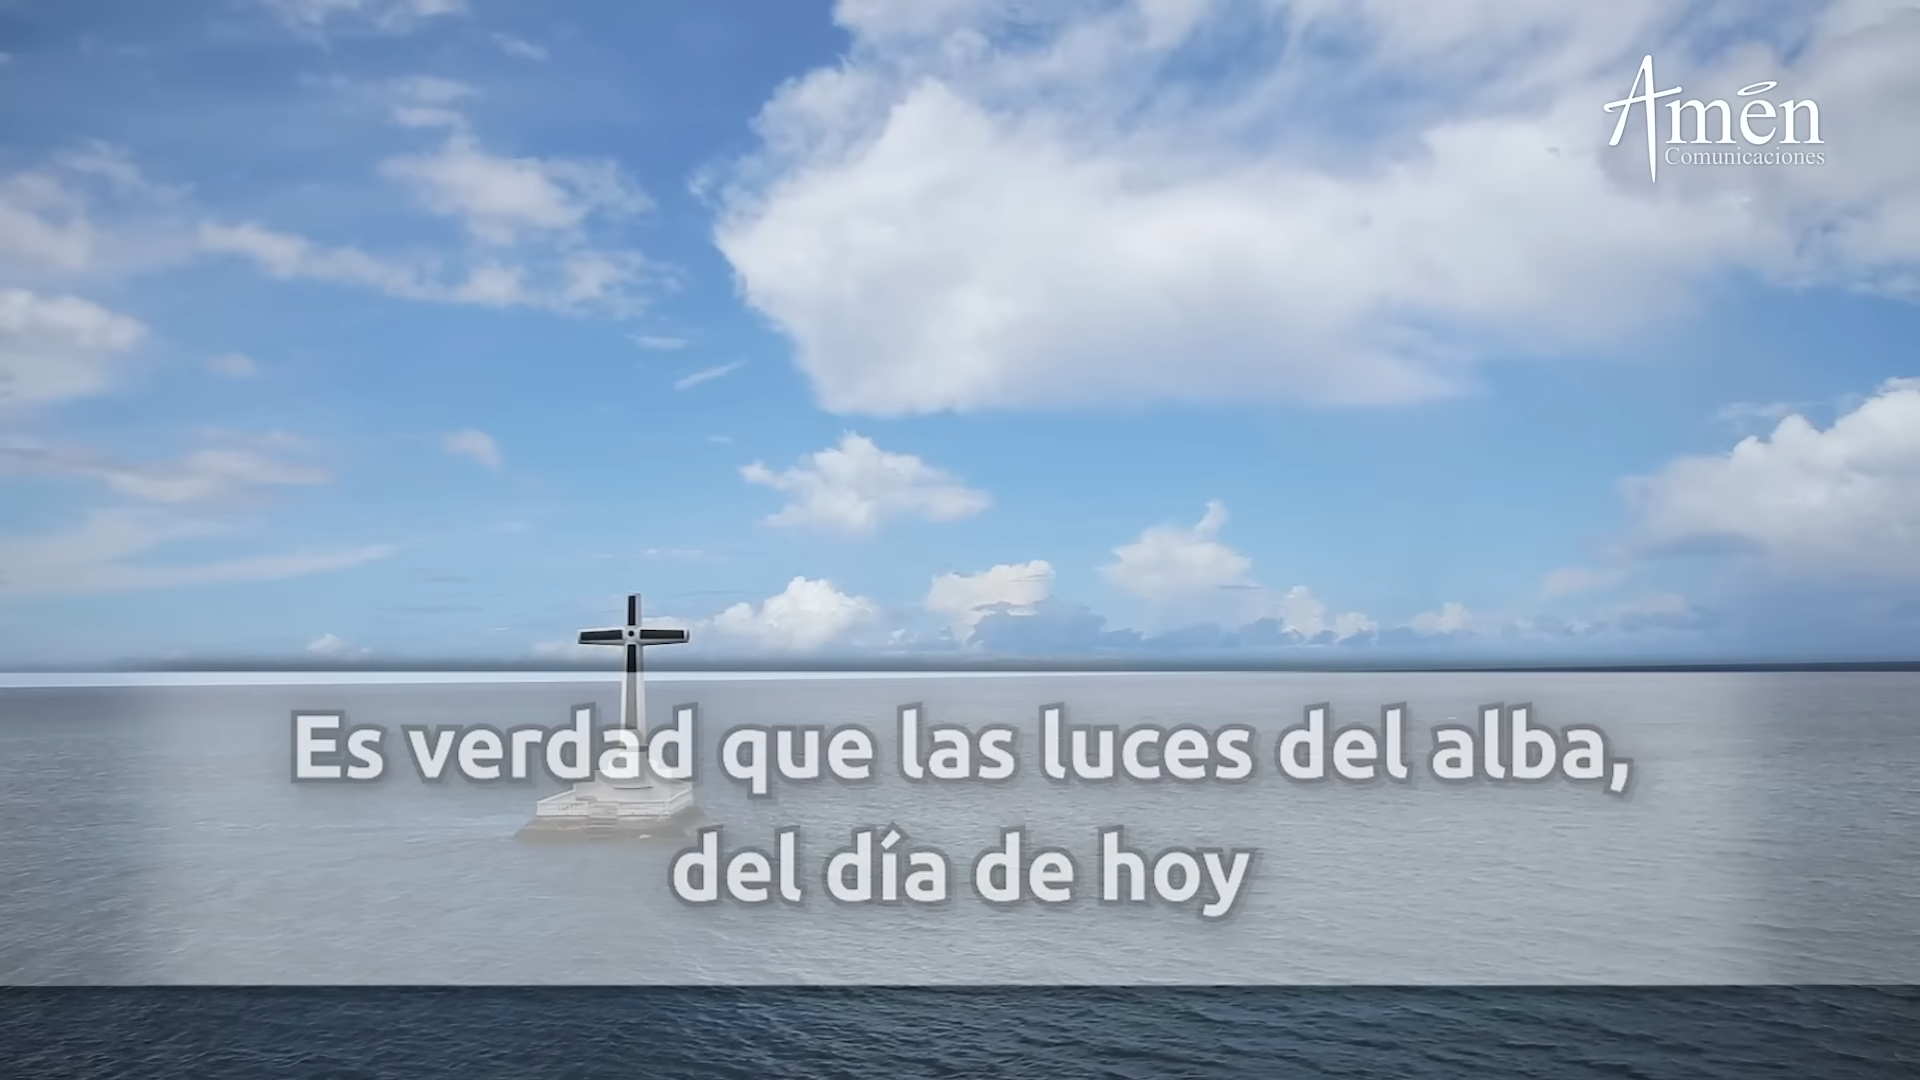 Amén
Comunicaciones
Es verdad que las luces del alba,
del día de hoy